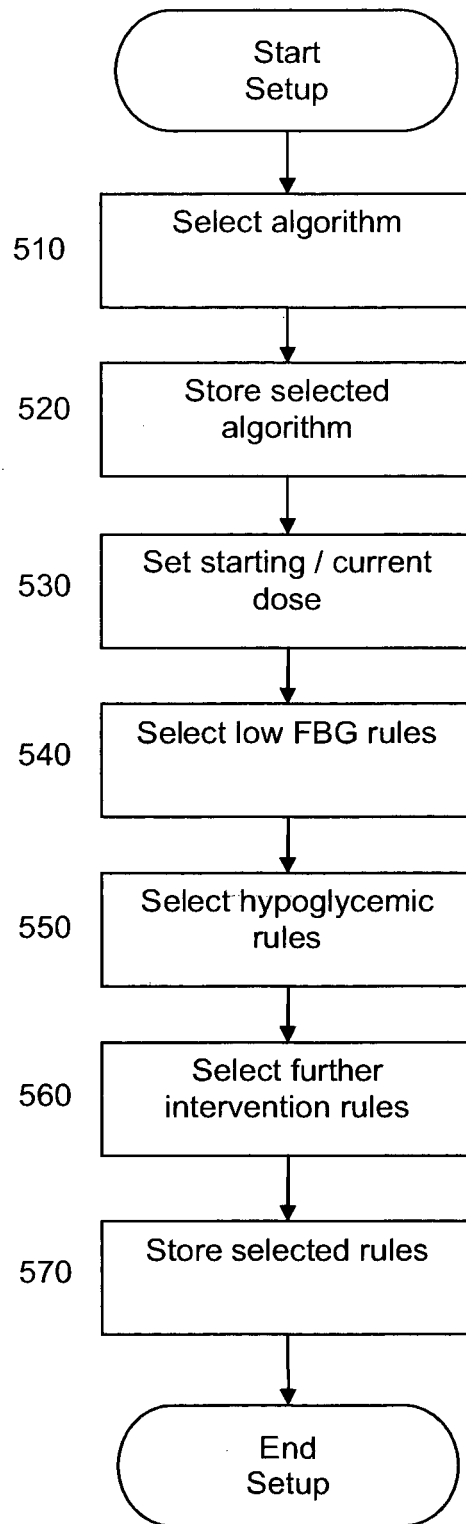 Start
Setup
510
Select algorithm
520
Store selected
algorithm
530
Set starting / current
dose
540
Select low FBG rules
550
Select hypoglycemic
rules
560
Select further
intervention rules
570
Store selected rules
End
Setup